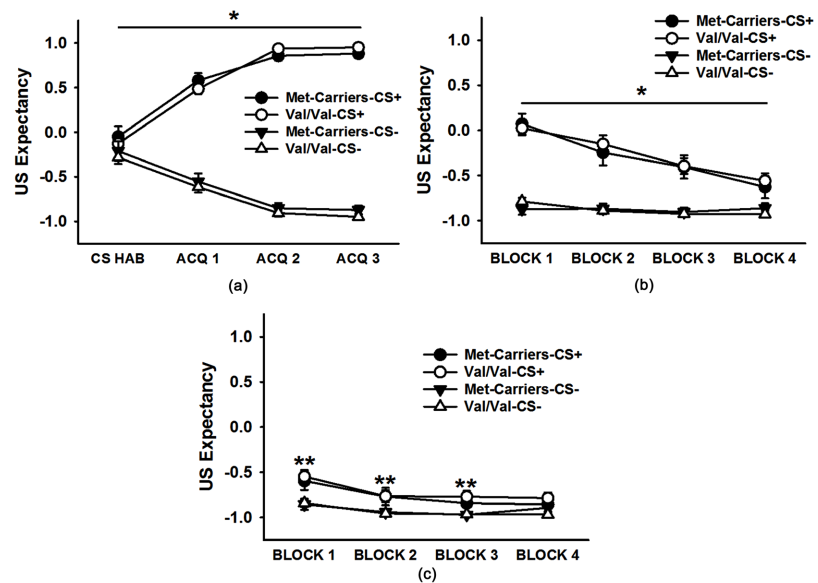 *
1.0
0.5
0.0
-0.5
-1.0
US Expectancy
Met-Carriers-CS+
Val/Val-CS+
Met-Carriers-CS-
Val/Val-CS-
CS HAB ACQ 1 ACQ 2 ACQ 3
(a)
Met-Carriers-CS+
Val/Val-CS+
Met-Carriers-CS-
Val/Val-CS-
*
1.0
0.5
0.0
-0.5
-1.0
US Expectancy
BLOCK 1 BLOCK 2 BLOCK 3 BLOCK 4
(b)
1.0
0.5
0.0
-0.5
-1.0
US Expectancy
Met-Carriers-CS+
Val/Val-CS+
Met-Carriers-CS-
Val/Val-CS-
** ** **
BLOCK 1 BLOCK 2 BLOCK 3 BLOCK 4
(c)